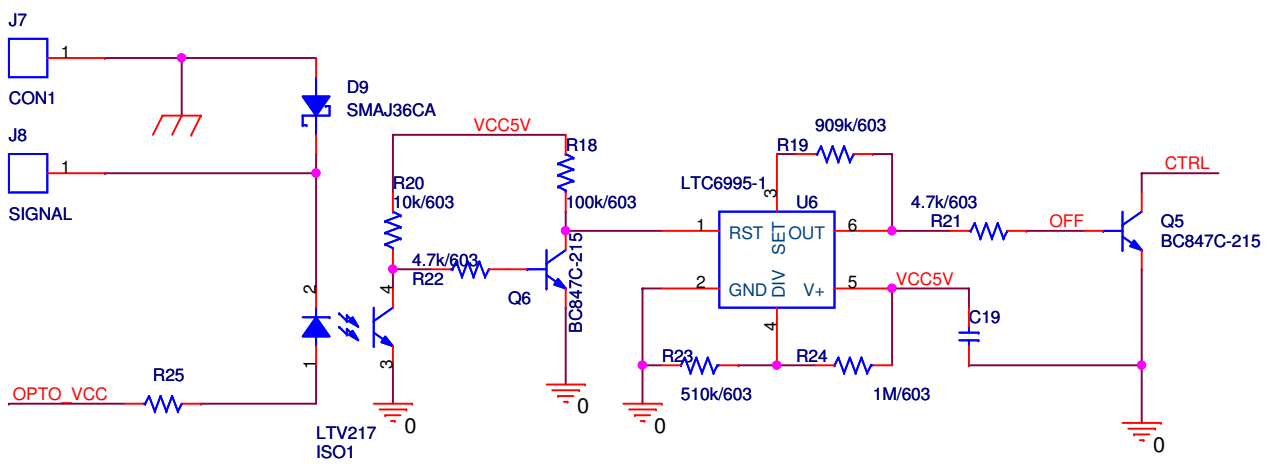 J7
1
CON1
D9
SMAJ36CA
J8
1
SIGNAL
VCC5V
R18
100k/603
R20
10k/603
4.7k/603
R22
Q6
BC847C-215
2
1
4
3
R25
OPTO_VCC
LTV217
ISO1
0
0
909k/603
R19
LTC6995-1
3
U6
1
RST
SET
OUT
6
2
GND
DIV
V+
5
4
VCC5V
4.7k/603
R21
OFF
CTRL
Q5
BC847C-215
C19
R23
510k/603
R24
1M/603
0
0